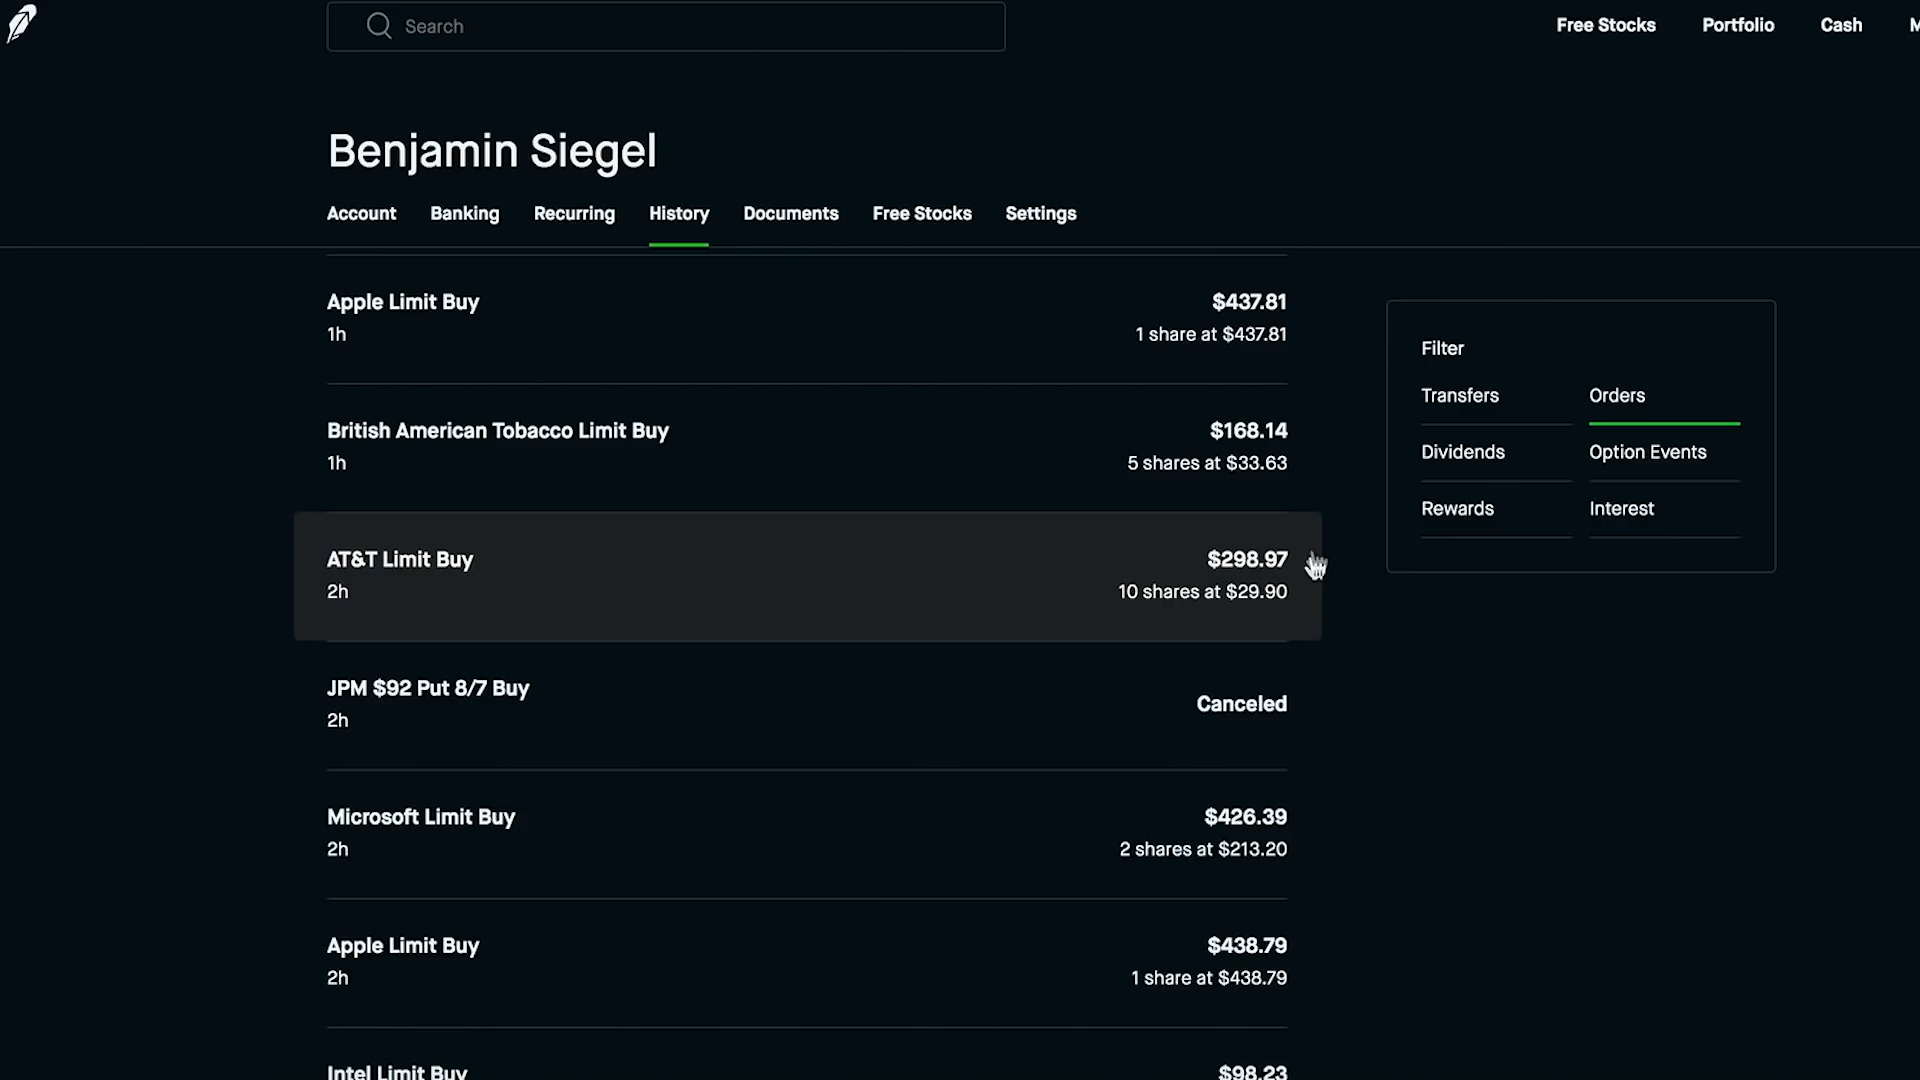 Search
Free Stocks Portfolio Cash M
Benjamin Siegel
Account Banking Recurring History Documents Free Stocks Settings
Apple Limit Buy $437.81
1h 1 share at $437.81
British American Tobacco Limit Buy $168.14
1h 5 shares at $33.63
AT&T Limit Buy $298.97
2h 10 shares at $29.90
JPM $92 Put 8/7 Buy
2h
Canceled
Microsoft Limit Buy $426.39
2h 2 shares at $213.20
Apple Limit Buy $438.79
2h 1 share at $438.79
Intel Limit Buy $98.23
Filter
Transfers Orders
Dividends Option Events
Rewards Interest